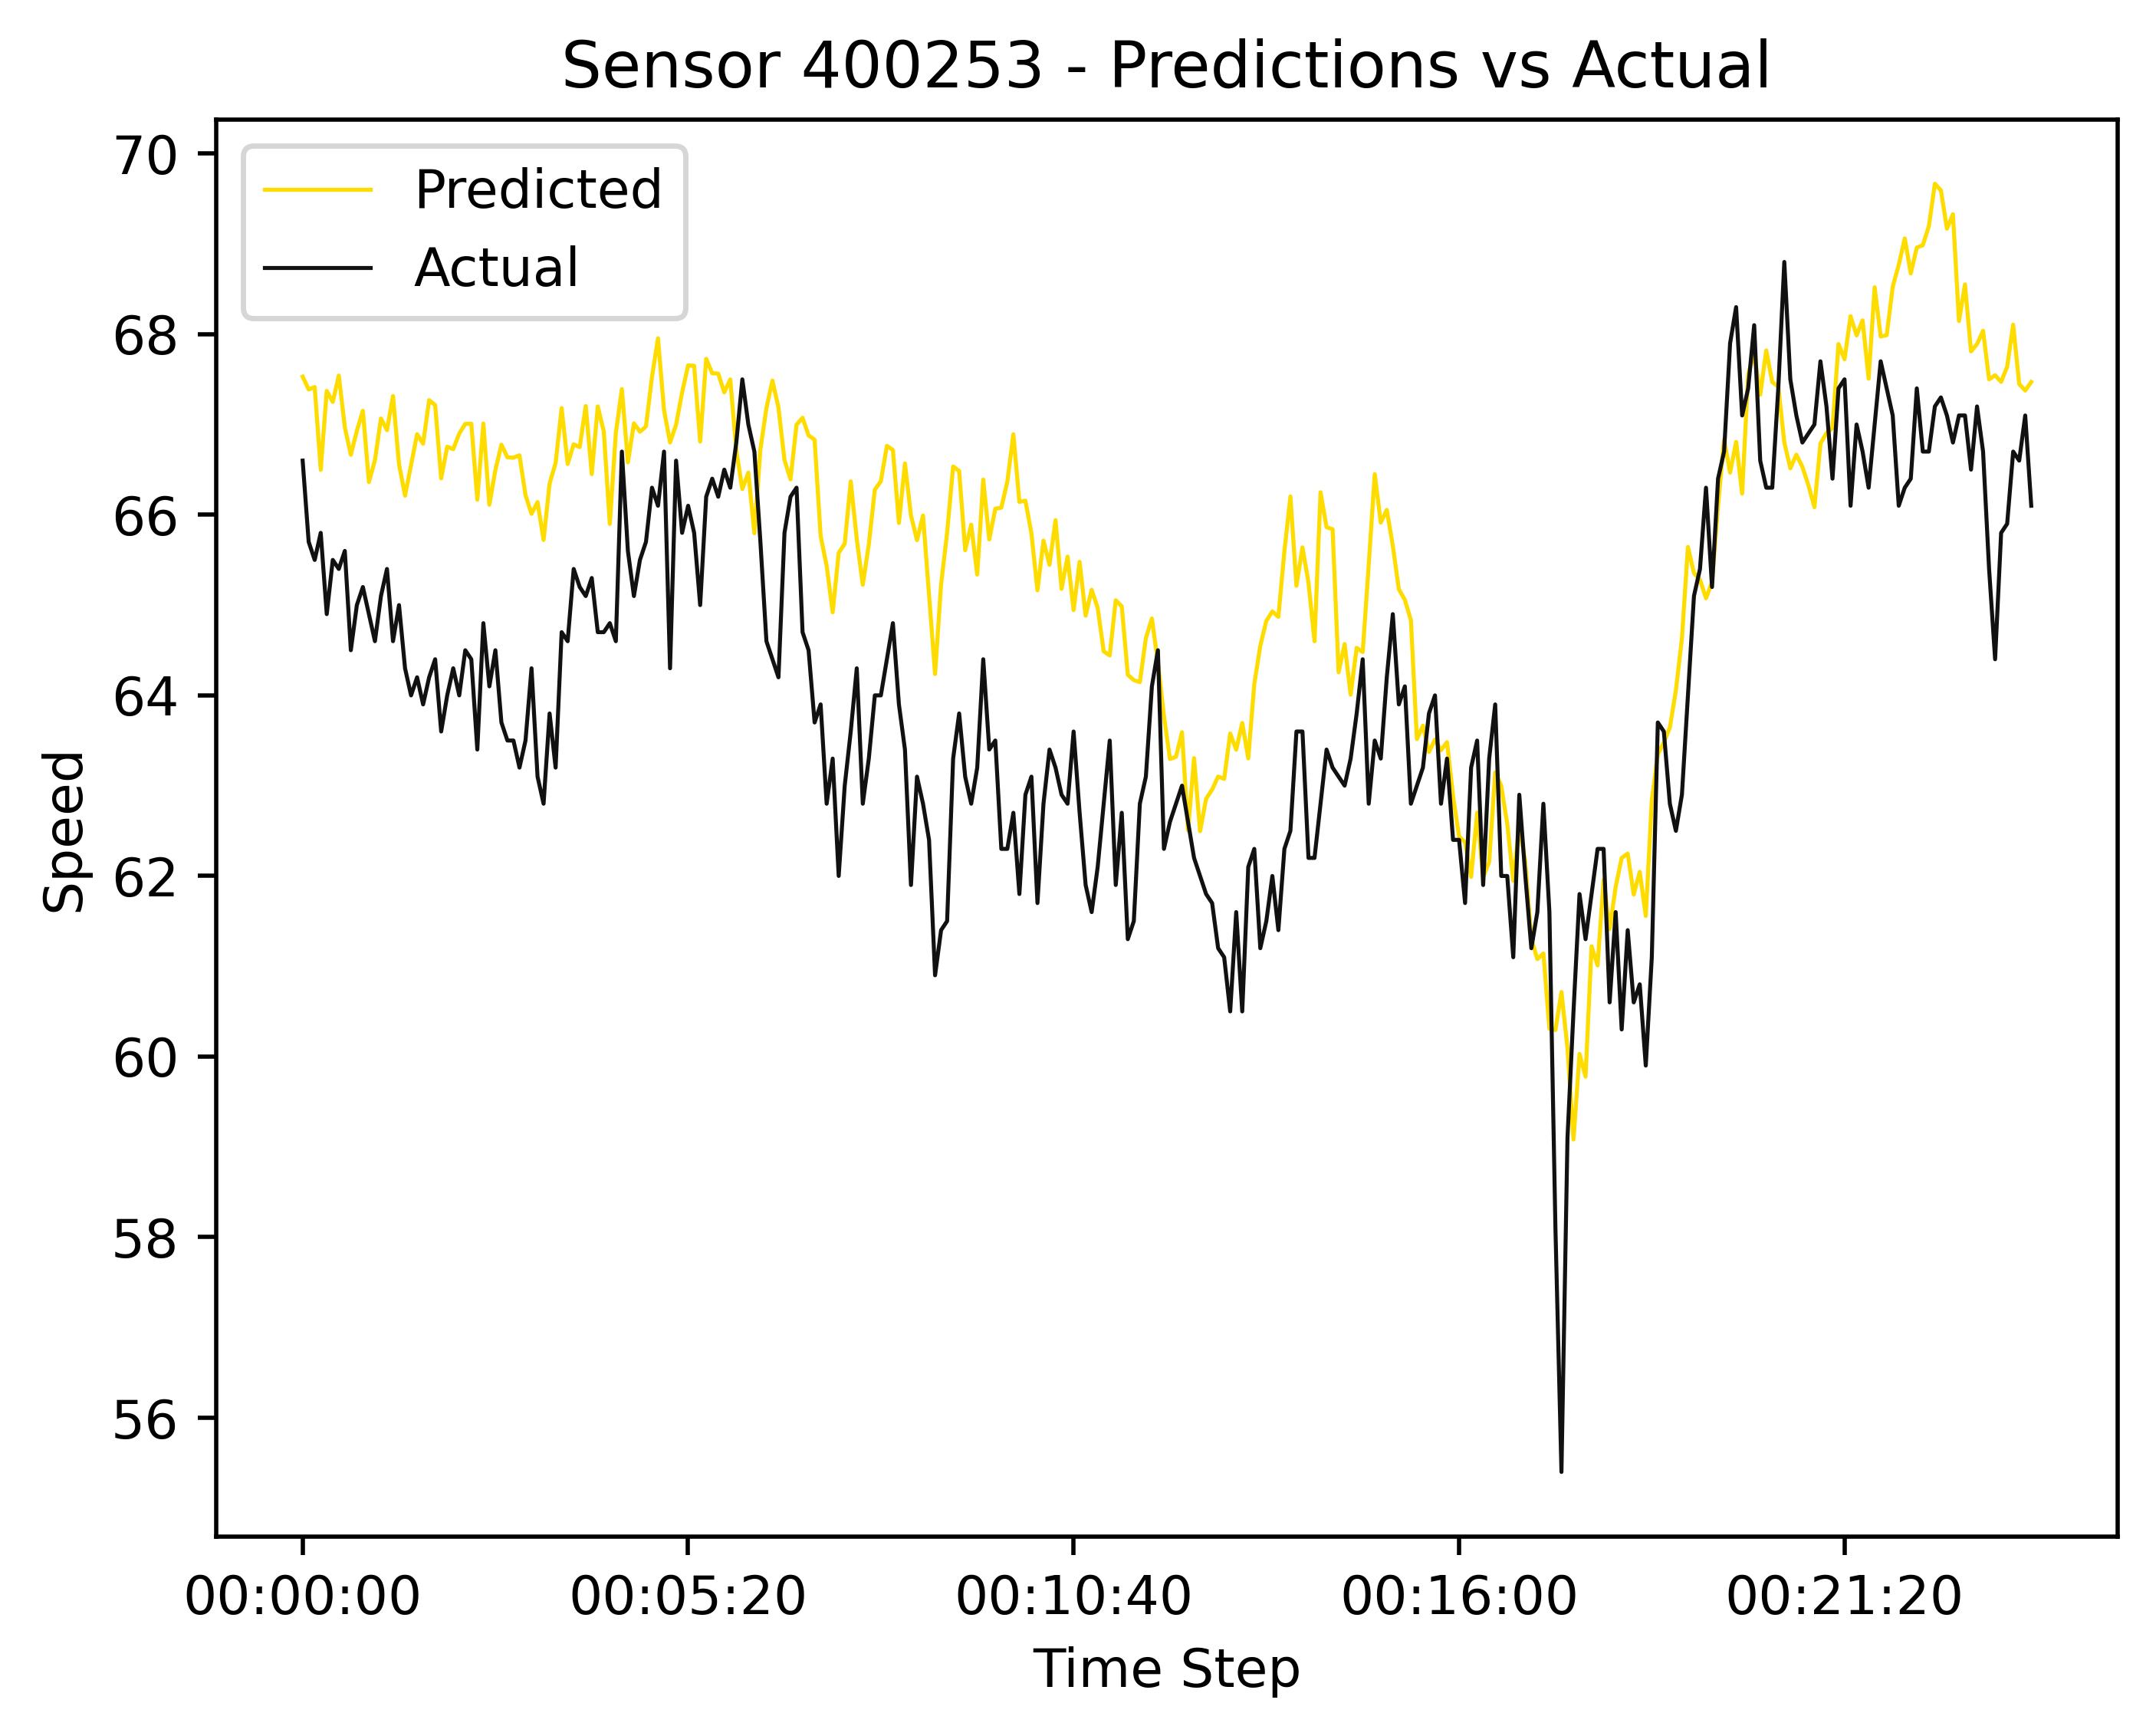 Sensor 400253 - Predictions vs Actual
Predicted
Actual
Speed
70
68
66
64
62
60
58
56
00:00:00 00:05:20 00:10:40 00:16:00 00:21:20
Time Step